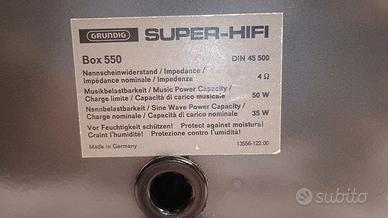 GRUNDIG SUPER-HIFI
Box 550 DIN 45 500
Nennscheinwiderstand / Impedance / 4 Ω
Impédance nominale / Impedenza
Musikbelastbarkeit / Music Power Capacity / 50 W
Charge limite / Capacità di carico musicale
Nennbelastbarkeit / Sine Wave Power Capacity / 35 W
Charge nominale / Capacità di carico nominale
Vor Feuchtigkeit schützen! Protect against moisture!
Craint l'humidité! Protezione contro l'umidità!
Made in Germany 13556-122.00
subito